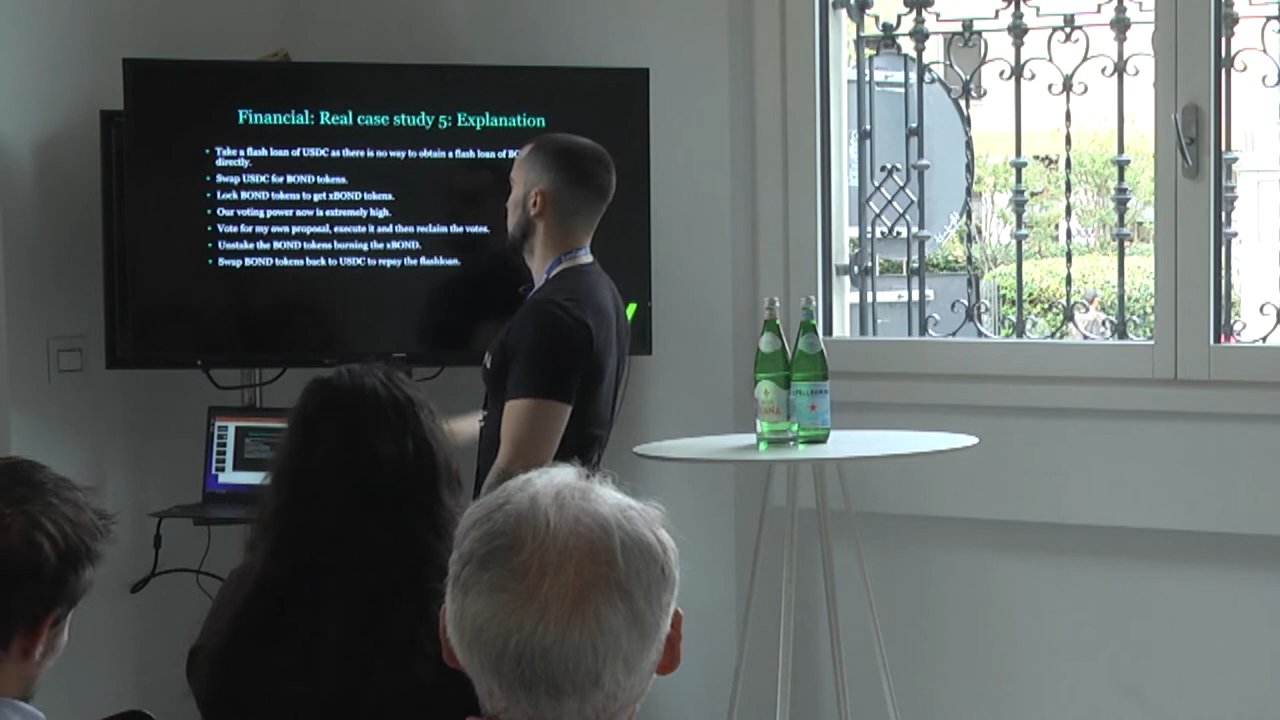 Financial: Real case study 5: Explanation
Take a flash loan of USDC as there is no way to obtain a flash loan of
directly.
Swap USDC for BOND tokens.
Lock BOND tokens to get xBOND tokens.
Our voting power now is extremely high.
Vote for my own proposal, execute it and then reclaim the votes.
Unstake the BOND tokens burning the xBOND.
Swap BOND tokens back to USDC to repay the flashloan.